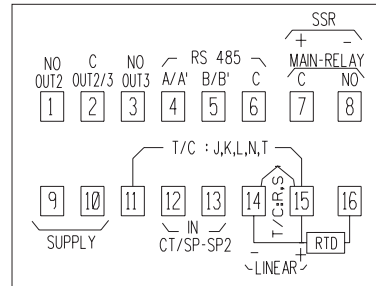 SSR
+ -
NO C NO RS 485 MAIN-RELAY
OUT2 OUT2/3 OUT3 A/A' B/B' C C NO
1 2 3 4 5 6 7 8
T/C : J,K,L,N,T
T/C:R,S
9 10 11 12 13 14 15 16
SUPPLY IN
CT/SP-SP2 - + RTD
LINEAR